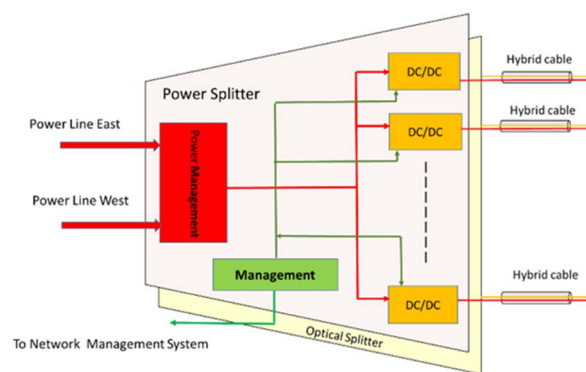 Power Splitter
Power Line East
Power Line West
Power Management
Management
To Network Management System
DC/DC
Hybrid cable
DC/DC
Hybrid cable
DC/DC
Hybrid cable
Optical Splitter